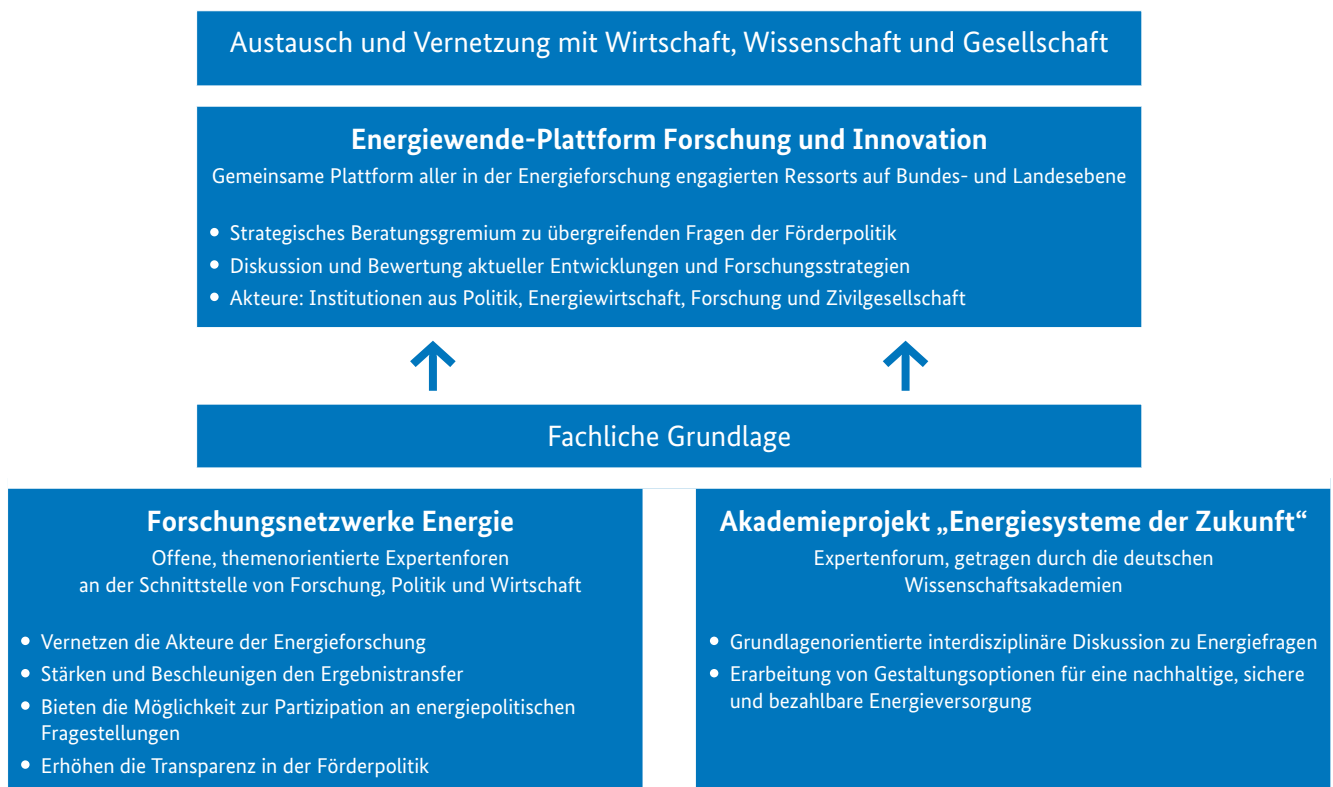 Austausch und Vernetzung mit Wirtschaft, Wissenschaft und Gesellschaft
Energiewende-Plattform Forschung und Innovation
Gemeinsame Plattform aller in der Energieforschung engagierten Ressorts auf Bundes- und Landesebene
• Strategisches Beratungsgremium zu übergreifenden Fragen der Förderpolitik
• Diskussion und Bewertung aktueller Entwicklungen und Forschungsstrategien
• Akteure: Institutionen aus Politik, Energiewirtschaft, Forschung und Zivilgesellschaft
Fachliche Grundlage
Forschungsnetzwerke Energie
Offene, themenorientierte Expertenforen
an der Schnittstelle von Forschung, Politik und Wirtschaft
• Vernetzen die Akteure der Energieforschung
• Stärken und Beschleunigen den Ergebnistransfer
• Bieten die Möglichkeit zur Partizipation an energiepolitischen
Fragestellungen
• Erhöhen die Transparenz in der Förderpolitik
Akademieprojekt „Energiesysteme der Zukunft“
Expertenforum, getragen durch die deutschen
Wissenschaftsakademien
• Grundlagenorientierte interdisziplinäre Diskussion zu Energiefragen
• Erarbeitung von Gestaltungsoptionen für eine nachhaltige, sichere
und bezahlbare Energieversorgung